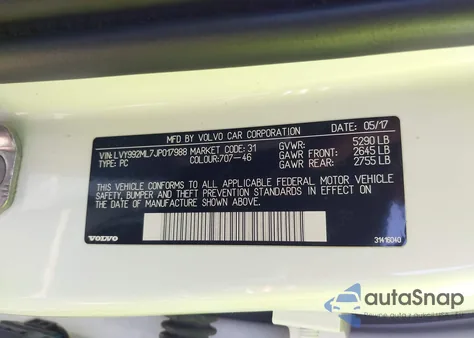 MFD. BY VOLVO CAR CORPORATION DATE: 05/17
VIN: LVY992ML7JP017988 MARKET CODE: 31 GVWR: 5290 LB
TYPE: PC COLOUR:707-46 GAWR FRONT: 2645 LB
GAWR REAR: 2755 LB
THIS VEHICLE CONFORMS TO ALL APPLICABLE FEDERAL MOTOR VEHICLE
SAFETY, BUMPER AND THEFT PREVENTION STANDARDS IN EFFECT ON
THE DATE OF MANUFACTURE SHOWN ABOVE.
VOLVO 31416040
autoSnap